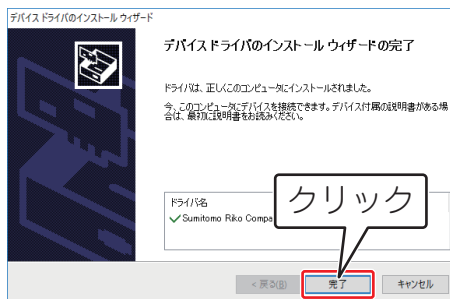 デバイス ドライバのインストール ウィザード
デバイス ドライバのインストール ウィザードの完了
ドライバは、正しくこのコンピュータにインストールされました。
今、このコンピュータにデバイスを接続できます。デバイス付属の説明書がある場
合は、最初に説明書をお読みください。
ドライバ名
✓ Sumitomo Riko Compa
クリック
< 戻る(B)
完了
キャンセル